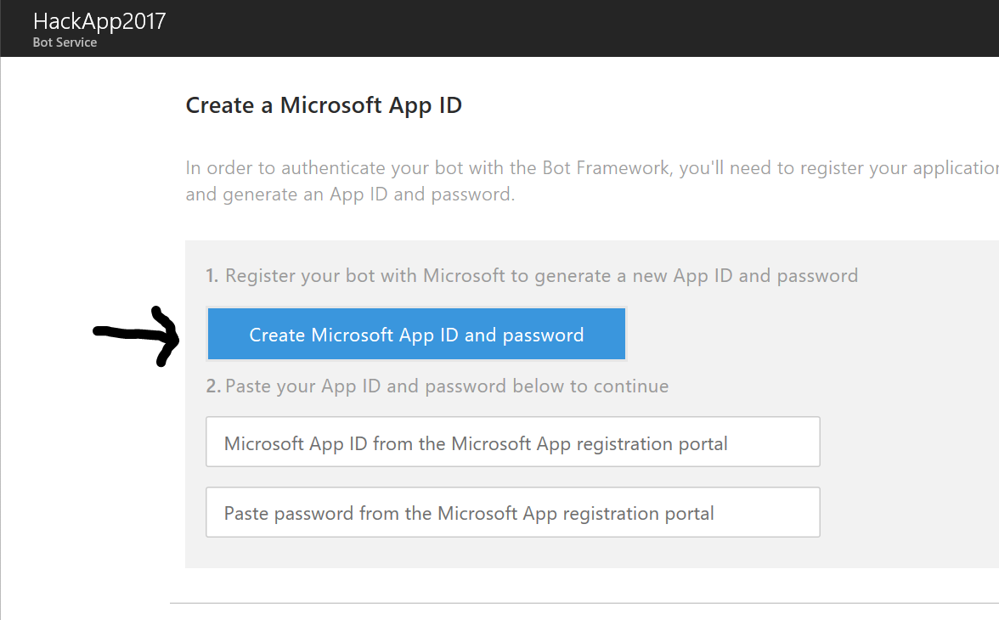 HackApp2017
Bot Service
Create a Microsoft App ID
In order to authenticate your bot with the Bot Framework, you'll need to register your application
and generate an App ID and password.
1. Register your bot with Microsoft to generate a new App ID and password
Create Microsoft App ID and password
2. Paste your App ID and password below to continue
Microsoft App ID from the Microsoft App registration portal
Paste password from the Microsoft App registration portal